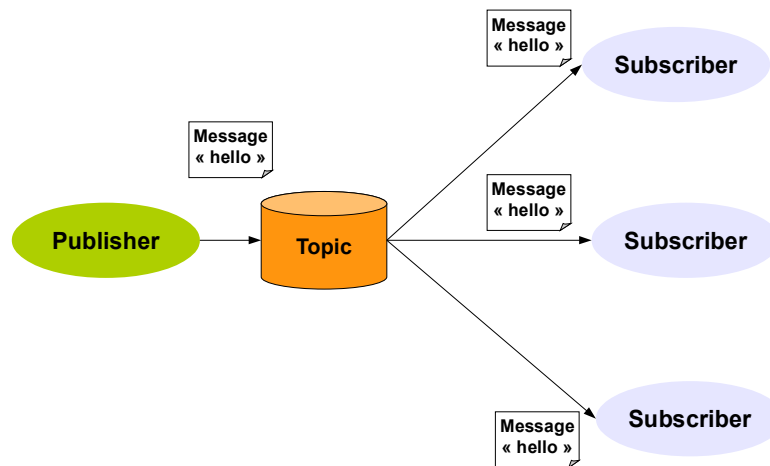 Message
« hello »
Subscriber
Message
« hello »
Message
« hello »
Publisher
Topic
Subscriber
Subscriber
Message
« hello »